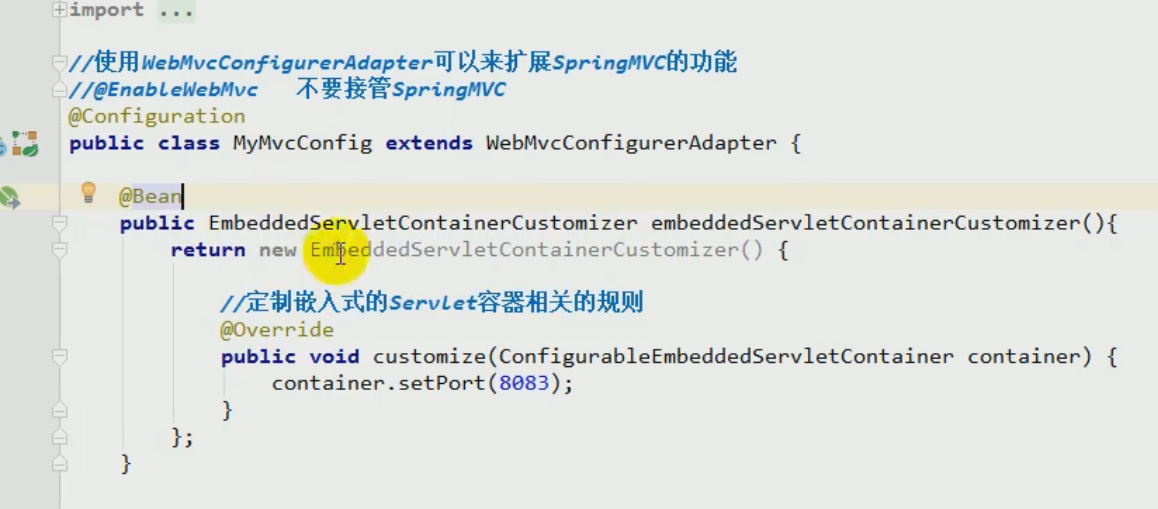 import ...
//使用WebMvcConfigurerAdapter可以来扩展SpringMVC的功能
//@EnableWebMvc 不要接管SpringMVC
@Configuration
public class MyMvcConfig extends WebMvcConfigurerAdapter {
@Bean
public EmbeddedServletContainerCustomizer embeddedServletContainerCustomizer(){
return new EmbeddedServletContainerCustomizer() {
//定制嵌入式的Servlet容器相关的规则
@Override
public void customize(ConfigurableEmbeddedServletContainer container) {
container.setPort(8083);
}
};
}